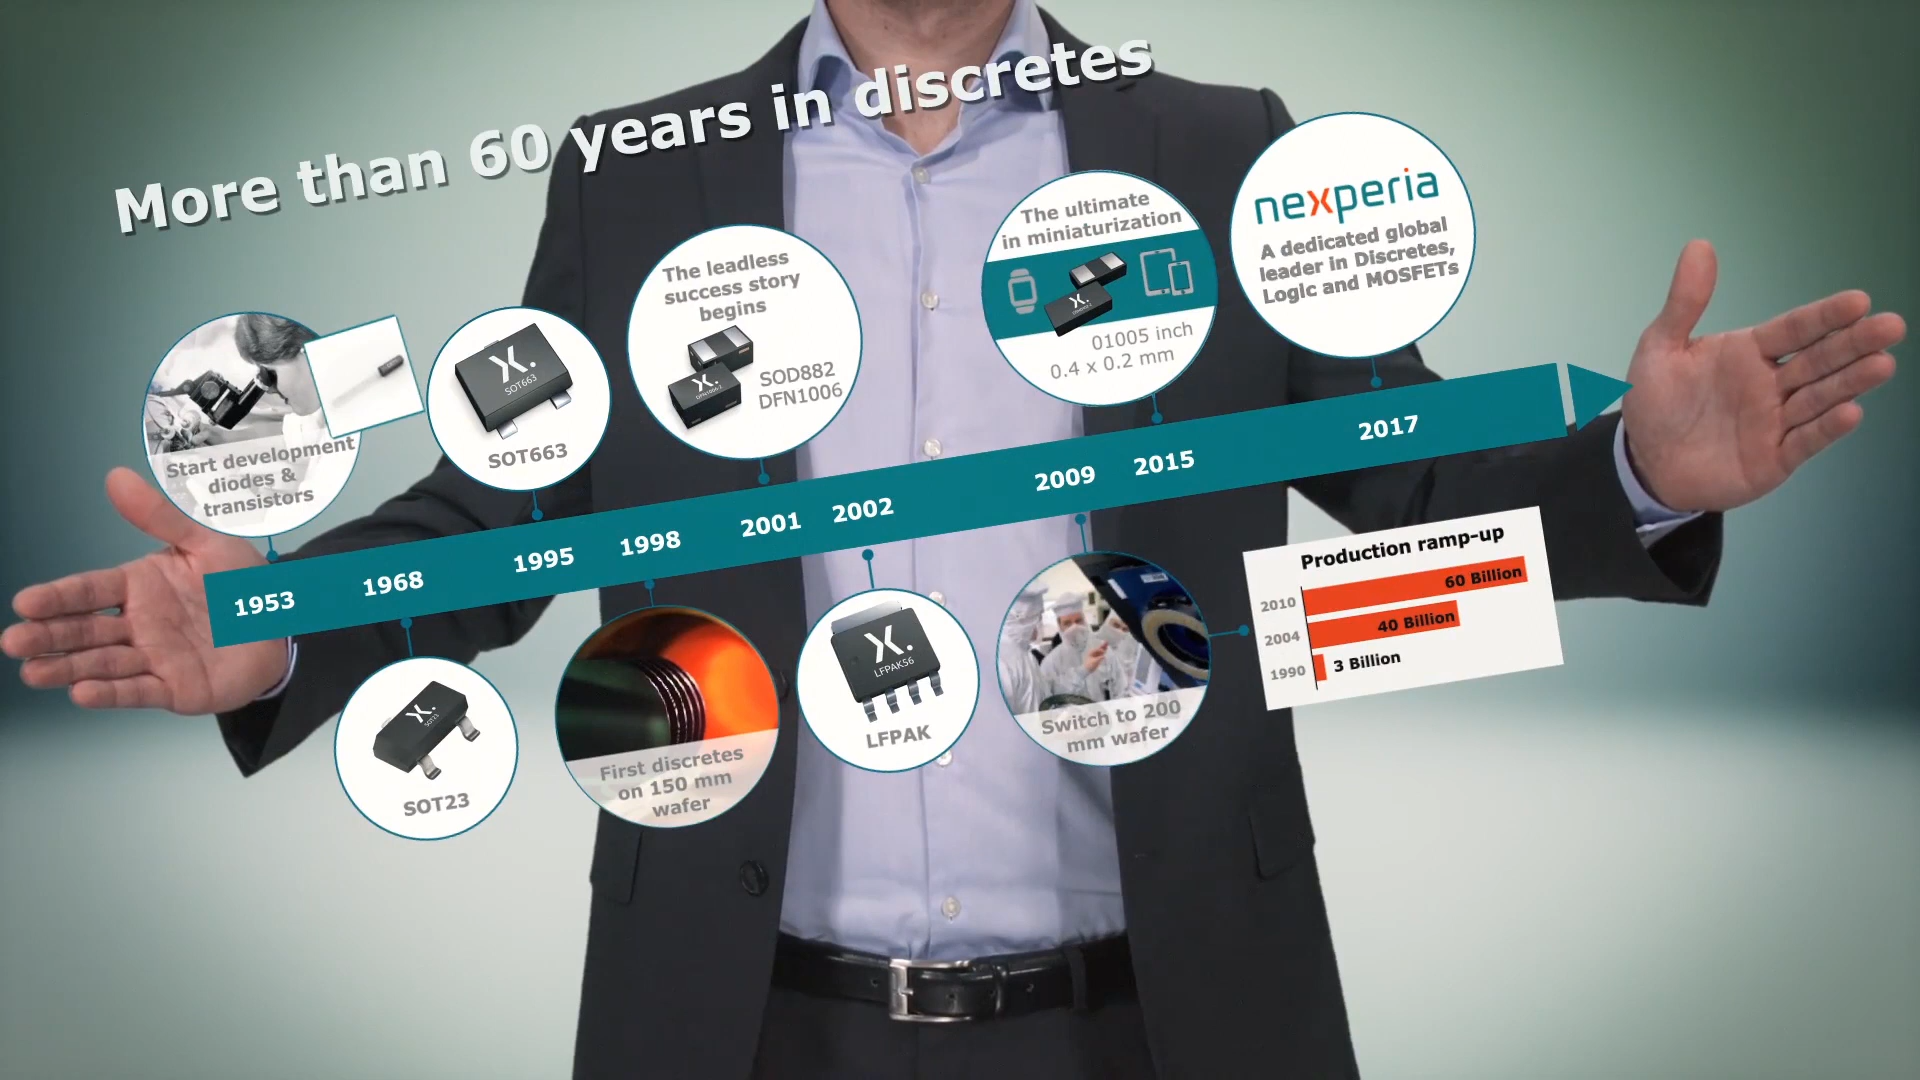 More than 60 years in discretes
nexperia
A dedicated global
leader in Discretes,
Logic and MOSFETs
The ultimate
in miniaturization
01005 inch
0.4 x 0.2 mm
The leadless
success story
begins
SOD882
DFN1006
SOT663
SOT663
Start development
diodes &
transistors
1953
1968
1995
1998
2001
2002
2009
2015
2017
SOT23
SOT23
First discretes
on 150 mm
wafer
LFPAK56
LFPAK
Switch to 200
mm wafer
Production ramp-up
2010
60 Billion
2004
40 Billion
1990
3 Billion